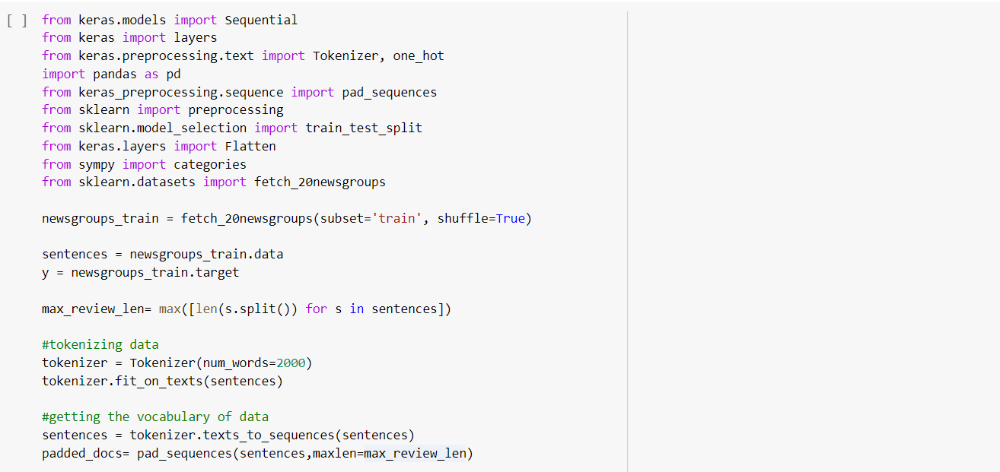 [ ] from keras.models import Sequential
from keras import layers
from keras.preprocessing.text import Tokenizer, one_hot
import pandas as pd
from keras_preprocessing.sequence import pad_sequences
from sklearn import preprocessing
from sklearn.model_selection import train_test_split
from keras.layers import Flatten
from sympy import categories
from sklearn.datasets import fetch_20newsgroups
newsgroups_train = fetch_20newsgroups(subset='train', shuffle=True)
sentences = newsgroups_train.data
y = newsgroups_train.target
max_review_len= max([len(s.split()) for s in sentences])
#tokenizing data
tokenizer = Tokenizer(num_words=2000)
tokenizer.fit_on_texts(sentences)
#getting the vocabulary of data
sentences = tokenizer.texts_to_sequences(sentences)
padded_docs= pad_sequences(sentences,maxlen=max_review_len)